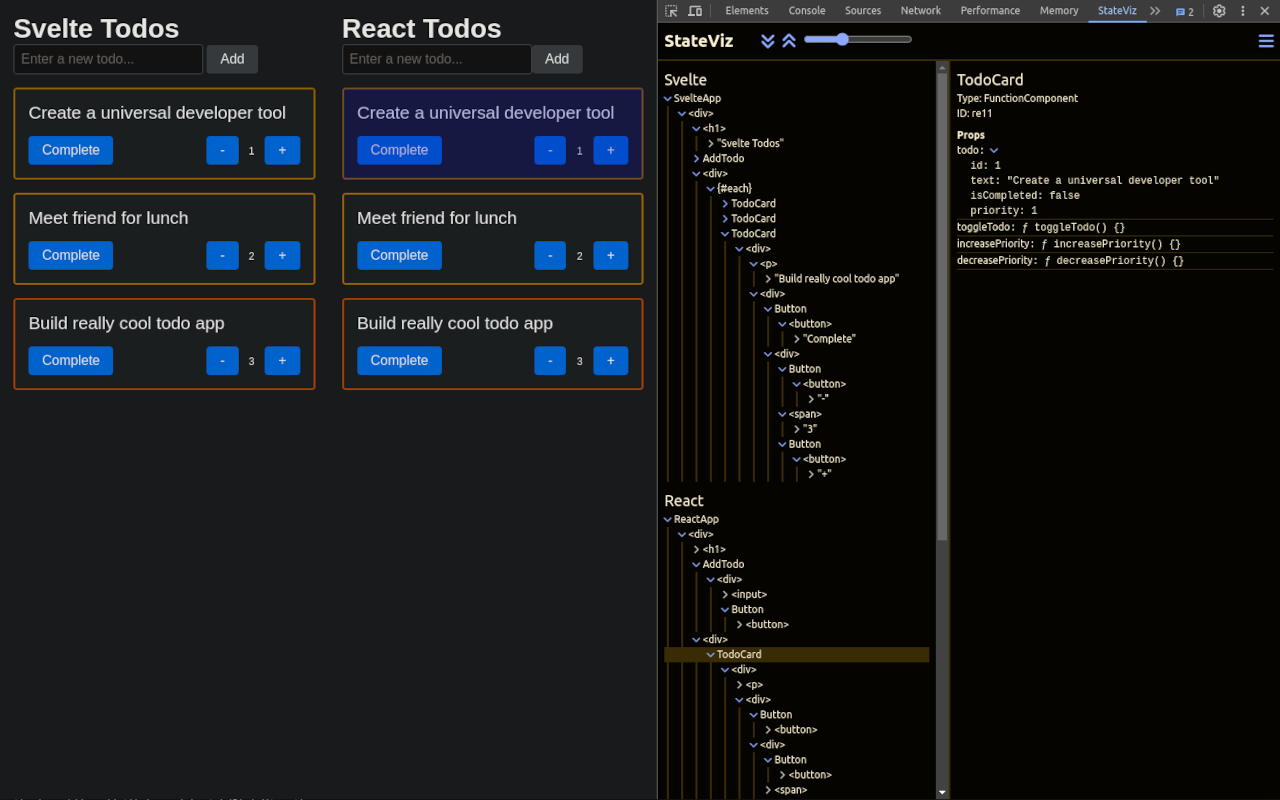 Svelte Todos
Enter a new todo...
Add
Create a universal developer tool
Complete
-
1
+
Meet friend for lunch
Complete
-
2
+
Build really cool todo app
Complete
-
3
+
React Todos
Enter a new todo...
Add
Create a universal developer tool
Complete
-
1
+
Meet friend for lunch
Complete
-
2
+
Build really cool todo app
Complete
-
3
+
Elements Console Sources Network Performance Memory StateViz 2
StateViz
Svelte
SvelteApp
<div>
<h1>
"Svelte Todos"
AddTodo
<div>
{#each}
TodoCard
TodoCard
TodoCard
<div>
<p>
"Build really cool todo app"
<div>
Button
<button>
"Complete"
<div>
Button
<button>
"-"
<span>
"3"
Button
<button>
"+"
React
ReactApp
<div>
<h1>
AddTodo
<div>
<input>
Button
<button>
<div>
TodoCard
<div>
<p>
<div>
Button
<button>
<div>
Button
<button>
<span>
TodoCard
Type: FunctionComponent
ID: re11
Props
todo:
id: 1
text: "Create a universal developer tool"
isCompleted: false
priority: 1
toggleTodo: ƒ toggleTodo() {}
increasePriority: ƒ increasePriority() {}
decreasePriority: ƒ decreasePriority() {}